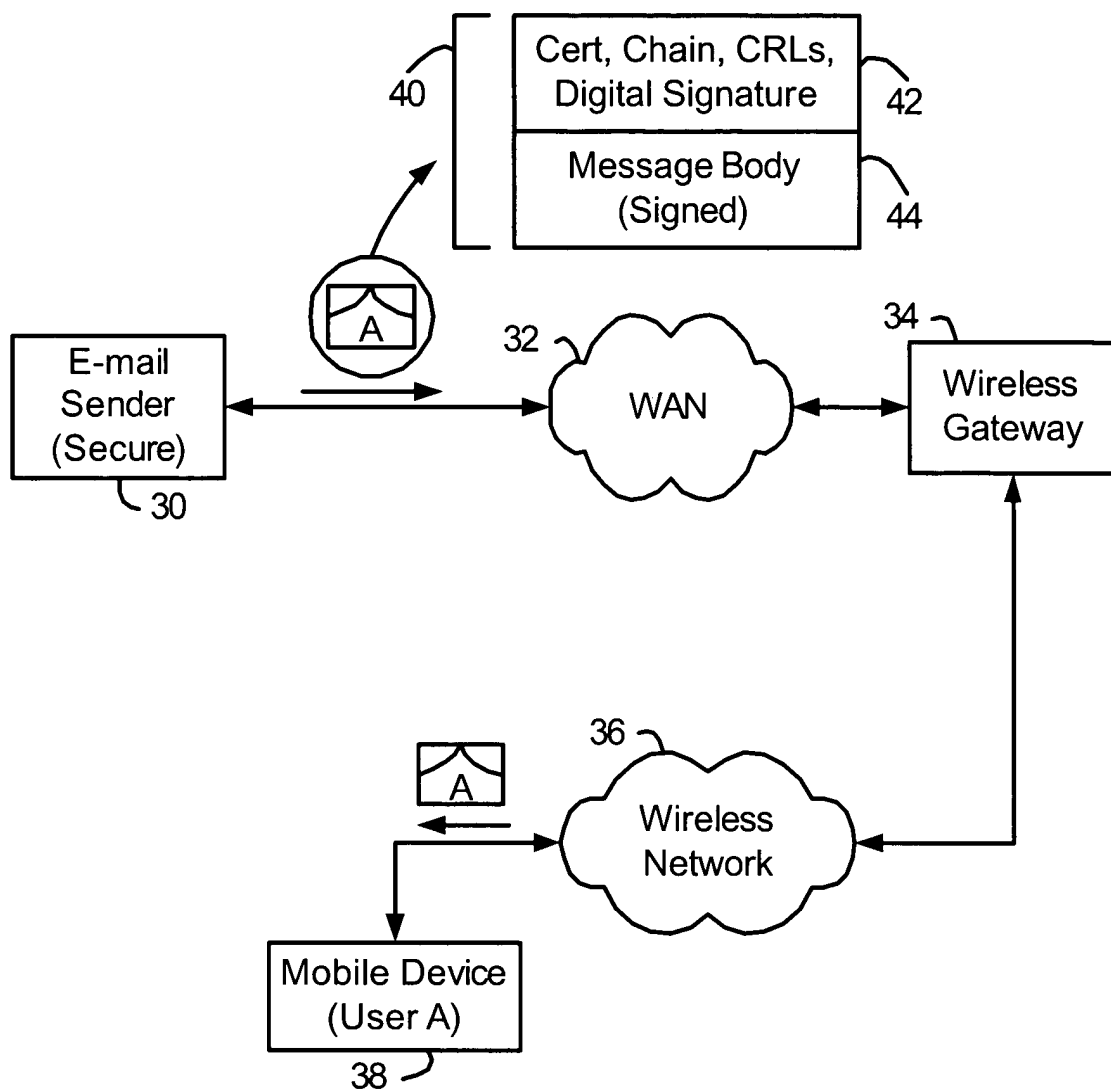 40
Cert, Chain, CRLs,
Digital Signature
42
Message Body
(Signed)
44
A
E-mail
Sender
(Secure)
30
32
WAN
34
Wireless
Gateway
36
A
Wireless
Network
Mobile Device
(User A)
38